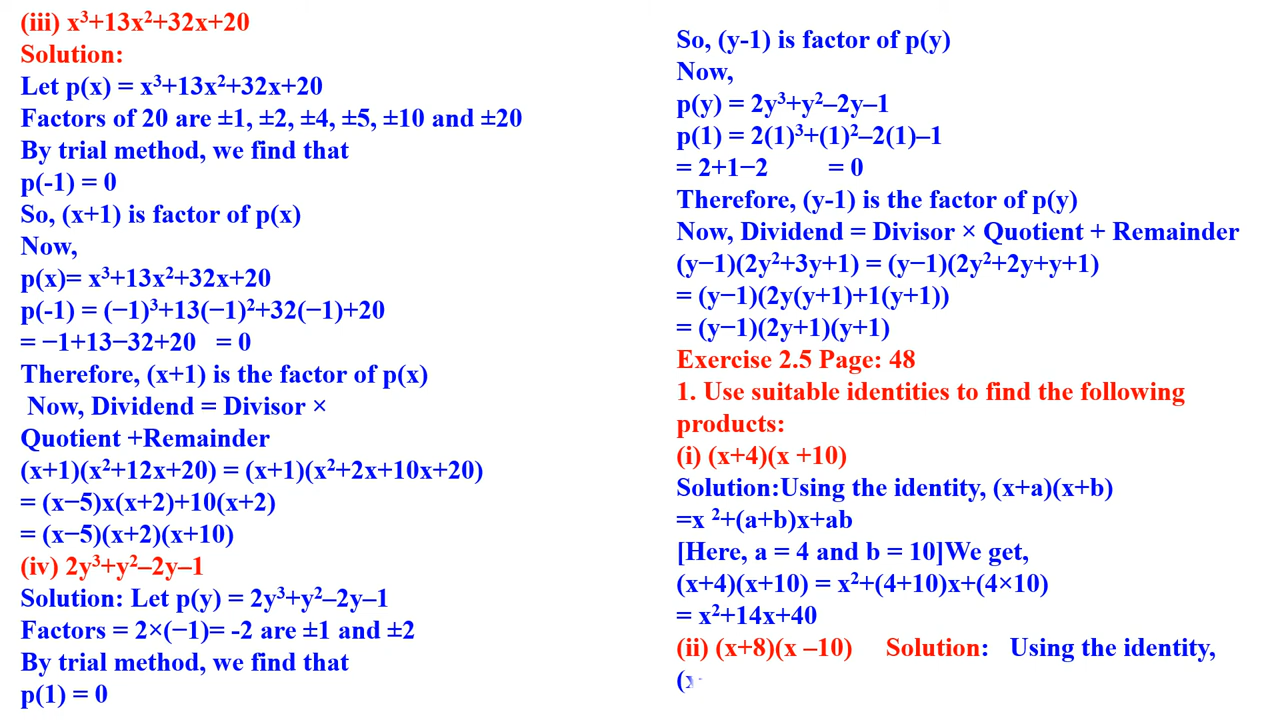 (iii) x³+13x²+32x+20
Solution:
Let p(x) = x³+13x²+32x+20
Factors of 20 are ±1, ±2, ±4, ±5, ±10 and ±20
By trial method, we find that
p(-1) = 0
So, (x+1) is factor of p(x)
Now,
p(x)= x³+13x²+32x+20
p(-1) = (−1)³+13(−1)²+32(−1)+20
= −1+13−32+20 = 0
Therefore, (x+1) is the factor of p(x)
Now, Dividend = Divisor ×
Quotient +Remainder
(x+1)(x²+12x+20) = (x+1)(x²+2x+10x+20)
= (x−5)x(x+2)+10(x+2)
= (x−5)(x+2)(x+10)
(iv) 2y³+y²–2y–1
Solution: Let p(y) = 2y³+y²–2y–1
Factors = 2×(−1)= -2 are ±1 and ±2
By trial method, we find that
p(1) = 0
So, (y-1) is factor of p(y)
Now,
p(y) = 2y³+y²–2y–1
p(1) = 2(1)³+(1)²–2(1)–1
= 2+1−2 = 0
Therefore, (y-1) is the factor of p(y)
Now, Dividend = Divisor × Quotient + Remainder
(y−1)(2y²+3y+1) = (y−1)(2y²+2y+y+1)
= (y−1)(2y(y+1)+1(y+1))
= (y−1)(2y+1)(y+1)
Exercise 2.5 Page: 48
1. Use suitable identities to find the following
products:
(i) (x+4)(x +10)
Solution:Using the identity, (x+a)(x+b)
=x ²+(a+b)x+ab
[Here, a = 4 and b = 10]We get,
(x+4)(x+10) = x²+(4+10)x+(4×10)
= x²+14x+40
(ii) (x+8)(x –10) Solution: Using the identity,
(x